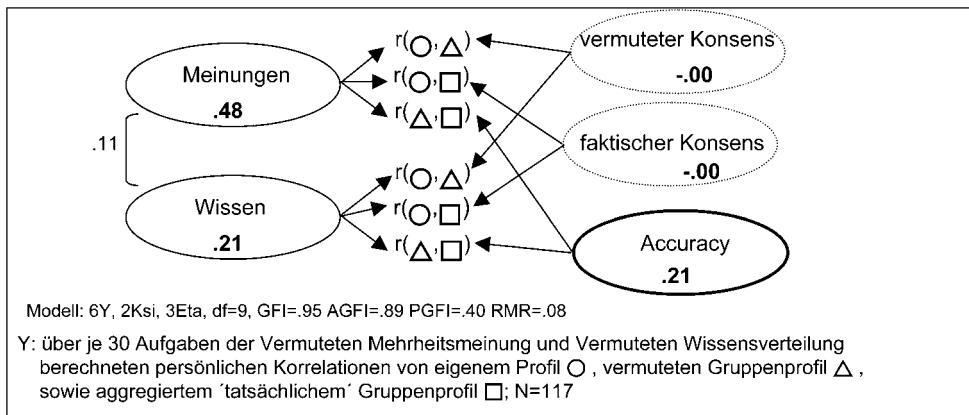 Meinungen
.48
.11
Wissen
.21
r(○,△)
r(○,□)
r(△,□)
r(○,△)
r(○,□)
r(△,□)
vermuteter Konsens
-.00
faktischer Konsens
-.00
Accuracy
.21
Modell: 6Y, 2Ksi, 3Eta, df=9, GFI=.95 AGFI=.89 PGFI=.40 RMR=.08
Y: über je 30 Aufgaben der Vermuteten Mehrheitsmeinung und Vermuteten Wissensverteilung
berechneten persönlichen Korrelationen von eigenem Profil ○ , vermuteten Gruppenprofil △ ,
sowie aggregiertem ´tatsächlichem´ Gruppenprofil □; N=117